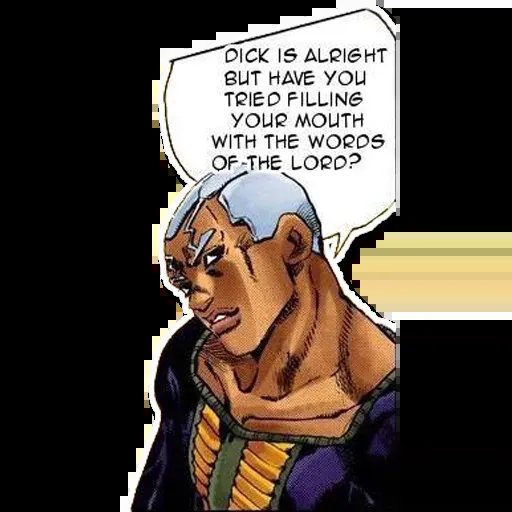 DICK IS ALRIGHT
BUT HAVE YOU
TRIED FILLING
YOUR MOUTH
WITH THE WORDS
OF THE LORD?